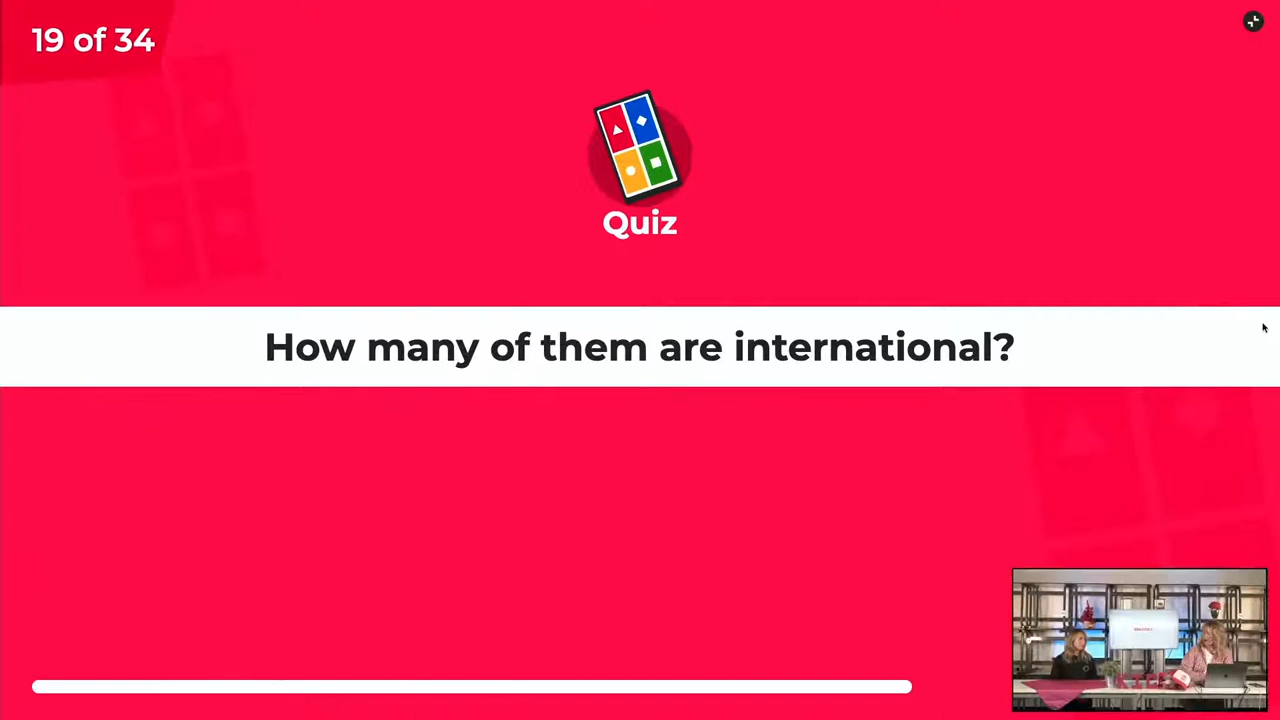 19 of 34
Quiz
How many of them are international?